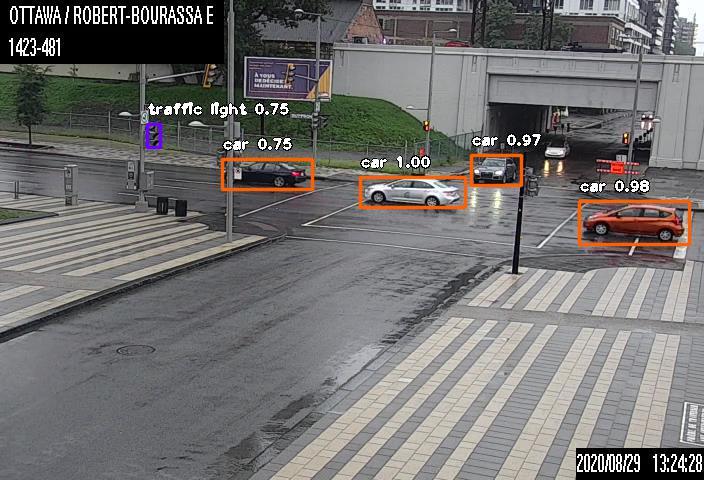 OTTAWA / ROBERT-BOURASSA E
1423-481
À VOUS
DE DÉCIDER
MAINTENANT.
traffic light 0.75
car 0.75
car 1.00
car 0.97
car 0.98
2020/08/29 13:24:28